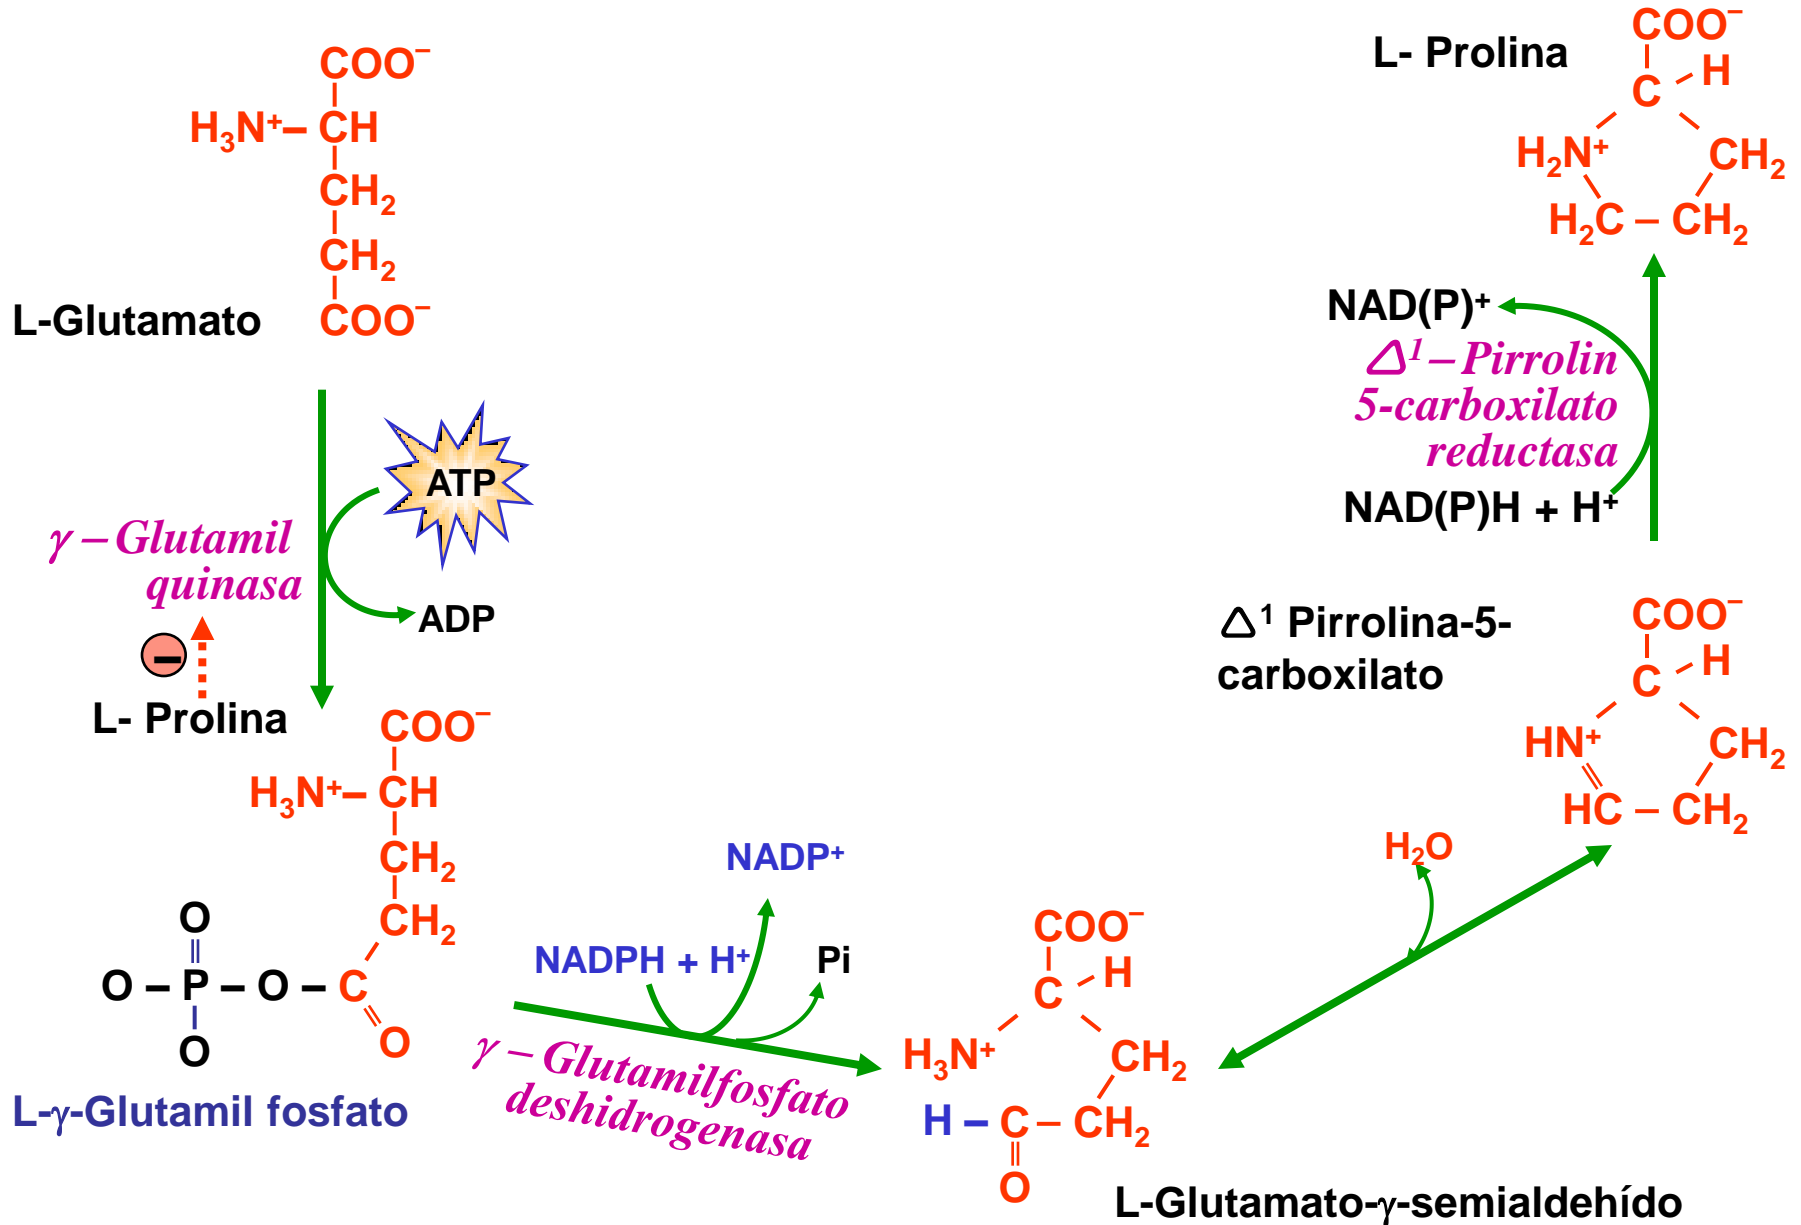 COO⁻
H₃N⁺– CH
CH₂
CH₂
L-Glutamato COO⁻
ATP
γ – Glutamil
quinasa
ADP
–
L- Prolina
COO⁻
H₃N⁺– CH
CH₂
CH₂
O
O – P – O – C
O
O
L-γ-Glutamil fosfato
NADP⁺
NADPH + H⁺
Pi
γ – Glutamilfosfato
deshidrogenasa
COO⁻
H
C
H₃N⁺
CH₂
H – C – CH₂
O
L-Glutamato-γ-semialdehído
H₂O
△¹ Pirrolina-5-
carboxilato
COO⁻
H
C
HN⁺
CH₂
HC – CH₂
NAD(P)⁺
△¹ – Pirrolin
5-carboxilato
reductasa
NAD(P)H + H⁺
L- Prolina
COO⁻
H
C
H₂N⁺
CH₂
H₂C – CH₂